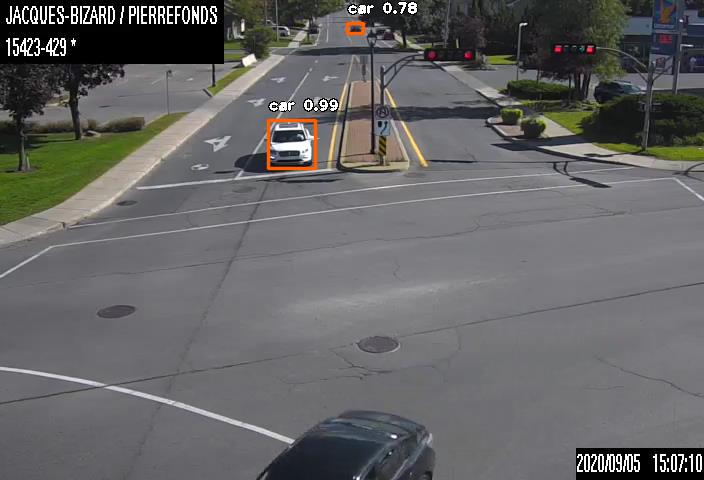 JACQUES-BIZARD / PIERREFONDS
15423-429 *
car 0.78
car 0.99
2020/09/05 15:07:10